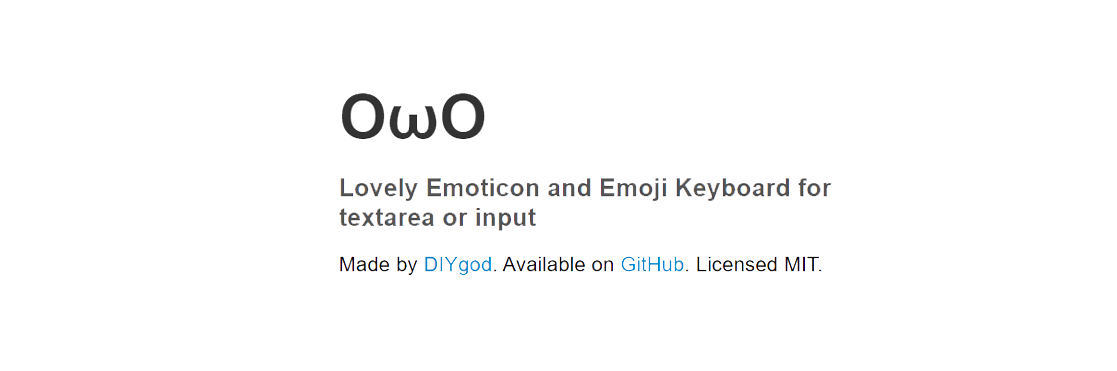 OωO
Lovely Emoticon and Emoji Keyboard for
textarea or input
Made by DIYgod. Available on GitHub. Licensed MIT.